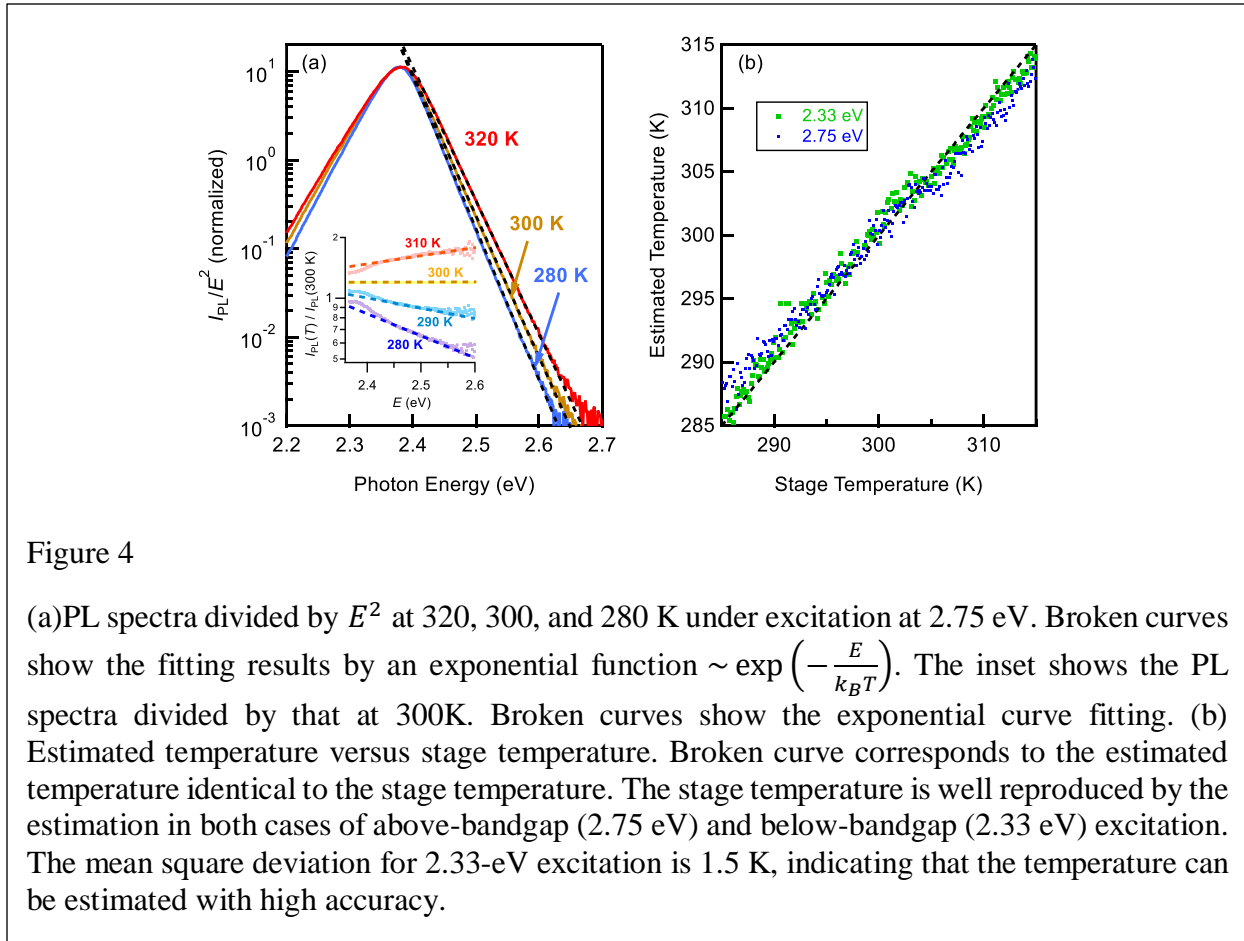 (a)
10¹
10⁰
10⁻¹
10⁻²
10⁻³
I_PL/E² (normalized)
320 K
300 K
280 K
2.2 2.3 2.4 2.5 2.6 2.7
Photon Energy (eV)
2
1
9
8
7
6
5
I_PL(T) / I_PL(300 K)
310 K
300 K
290 K
280 K
2.4 2.5 2.6
E (eV)
(b)
315
310
305
300
295
290
285
Estimated Temperature (K)
2.33 eV
2.75 eV
290 300 310
Stage Temperature (K)
Figure 4
(a)PL spectra divided by E² at 320, 300, and 280 K under excitation at 2.75 eV. Broken curves
show the fitting results by an exponential function ~ exp (−E/(k_B T)). The inset shows the PL
spectra divided by that at 300K. Broken curves show the exponential curve fitting. (b)
Estimated temperature versus stage temperature. Broken curve corresponds to the estimated
temperature identical to the stage temperature. The stage temperature is well reproduced by the
estimation in both cases of above-bandgap (2.75 eV) and below-bandgap (2.33 eV) excitation.
The mean square deviation for 2.33-eV excitation is 1.5 K, indicating that the temperature can
be estimated with high accuracy.